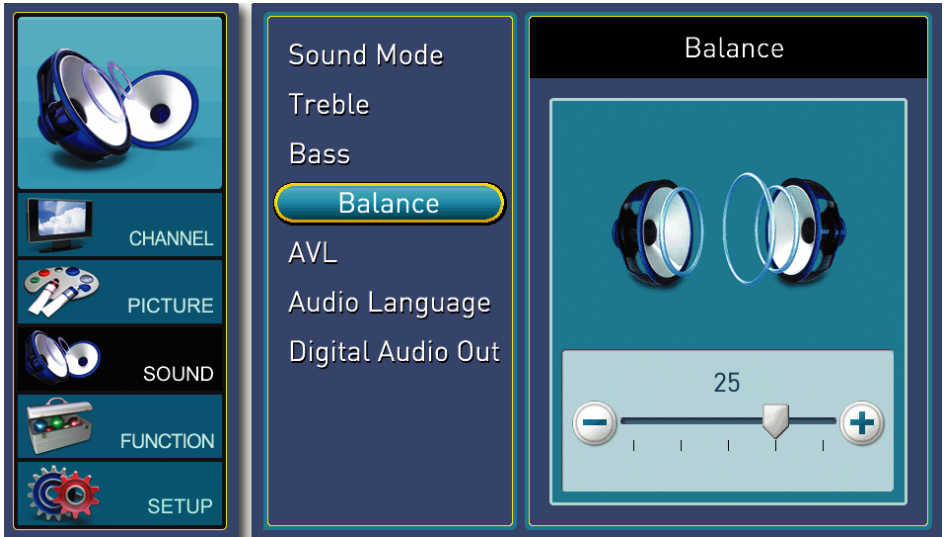 CHANNEL
PICTURE
SOUND
FUNCTION
SETUP
Sound Mode
Treble
Bass
Balance
AVL
Audio Language
Digital Audio Out
Balance
25